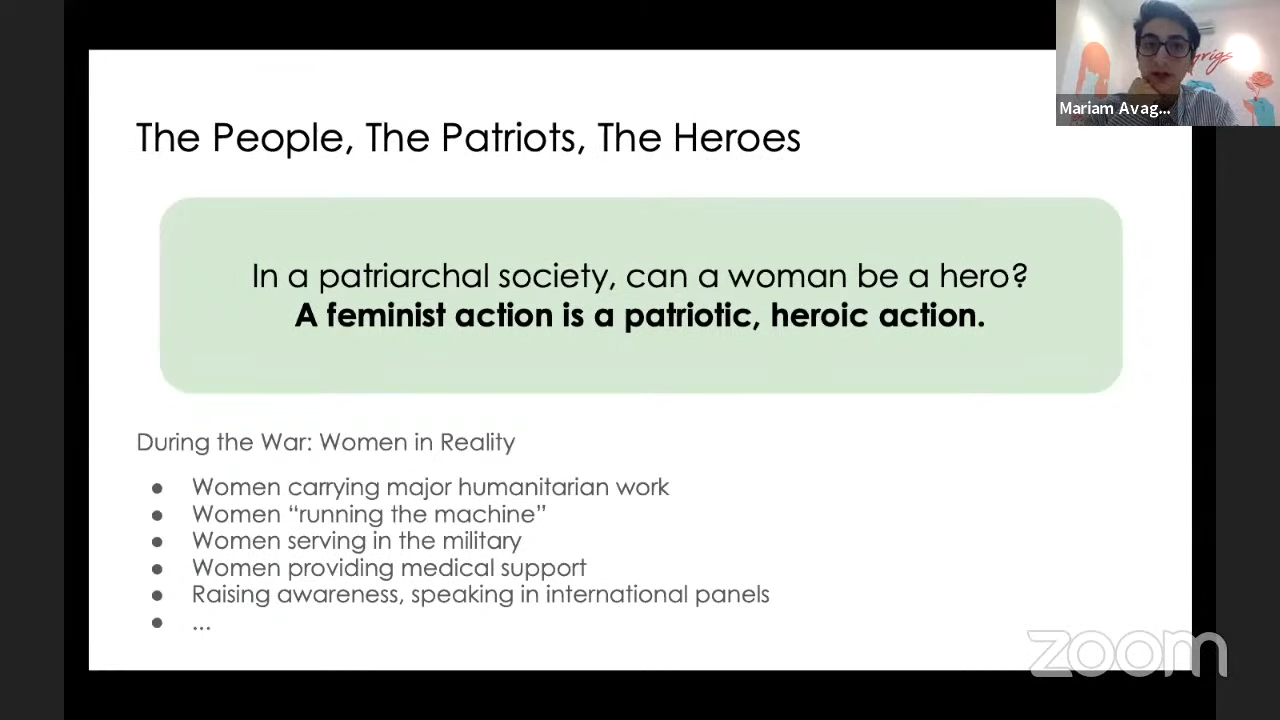 The People, The Patriots, The Heroes
In a patriarchal society, can a woman be a hero?
A feminist action is a patriotic, heroic action.
During the War: Women in Reality
● Women carrying major humanitarian work
● Women “running the machine”
● Women serving in the military
● Women providing medical support
● Raising awareness, speaking in international panels
● ...
Mariam Avag...
zoom